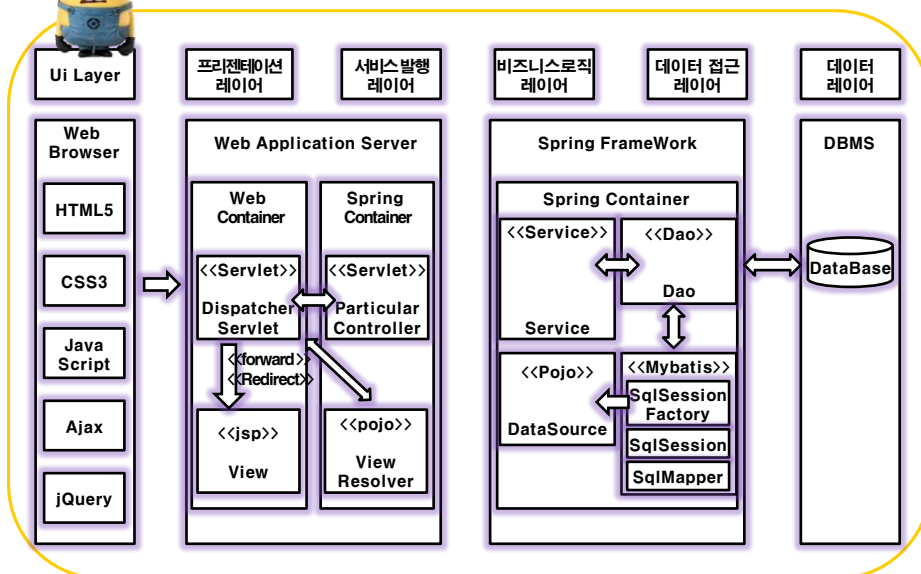 Ui Layer
프리젠테이션
레이어
서비스 발행
레이어
비즈니스로직
레이어
데이터 접근
레이어
데이터
레이어
Web
Browser
HTML5
CSS3
Java
Script
Ajax
jQuery
Web Application Server
Web
Container
<<Servlet>>
Dispatcher
Servlet
<<forward>>
<<Redirect>>
<<jsp>>
View
Spring
Container
<<Servlet>>
Particular
Controller
<<pojo>>
View
Resolver
Spring FrameWork
Spring Container
<<Service>>
Service
<<Dao>>
Dao
<<Pojo>>
DataSource
<<Mybatis>>
SqlSession
Factory
SqlSession
SqlMapper
DBMS
DataBase